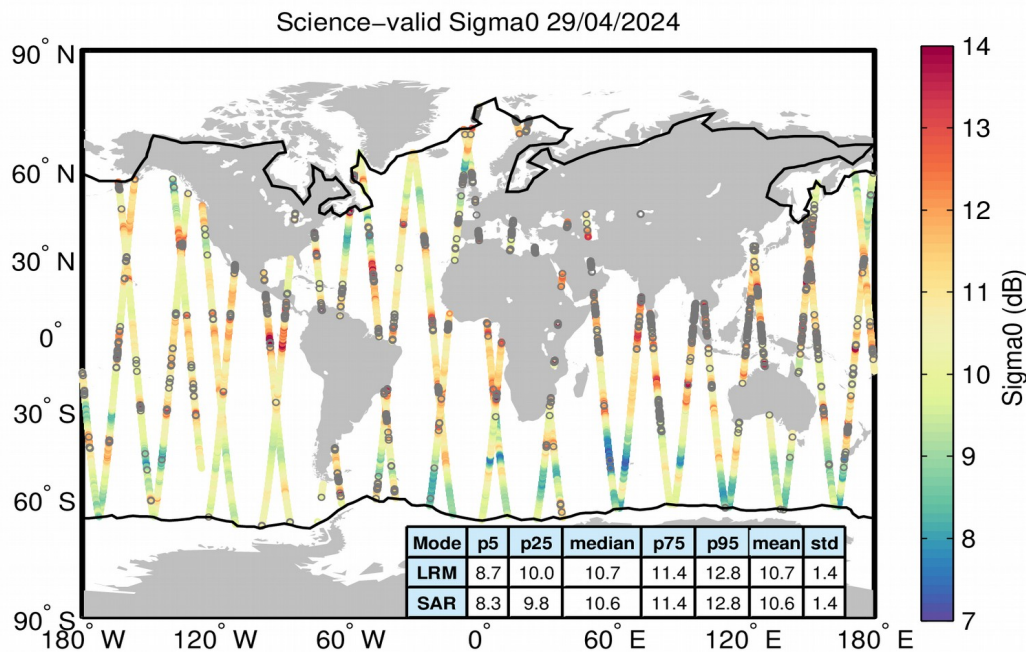 Science−valid Sigma0 29/04/2024
90° N
60° N
30° N
0°
30° S
60° S
90° S
180° W
120° W
60° W
0°
60° E
120° E
180° E
Mode p5 p25 median p75 p95 mean std
LRM 8.7 10.0 10.7 11.4 12.8 10.7 1.4
SAR 8.3 9.8 10.6 11.4 12.8 10.6 1.4
14
13
12
11
10
9
8
7
Sigma0 (dB)